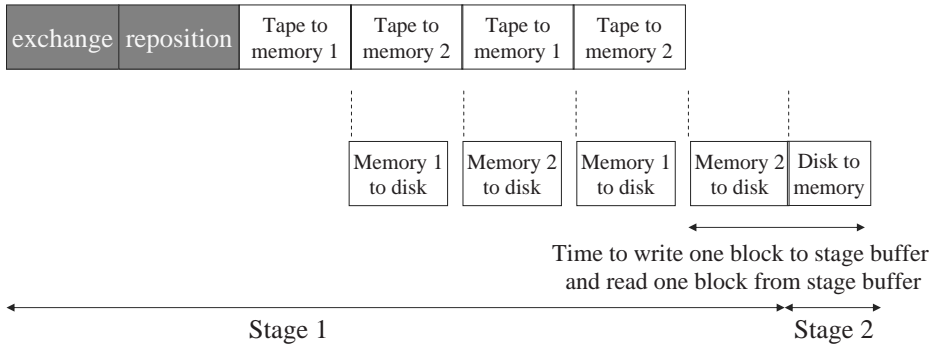 exchange
reposition
Tape to
memory 1
Tape to
memory 2
Tape to
memory 1
Tape to
memory 2
Memory 1
to disk
Memory 2
to disk
Memory 1
to disk
Memory 2
to disk
Disk to
memory
Time to write one block to stage buffer
and read one block from stage buffer
Stage 1
Stage 2